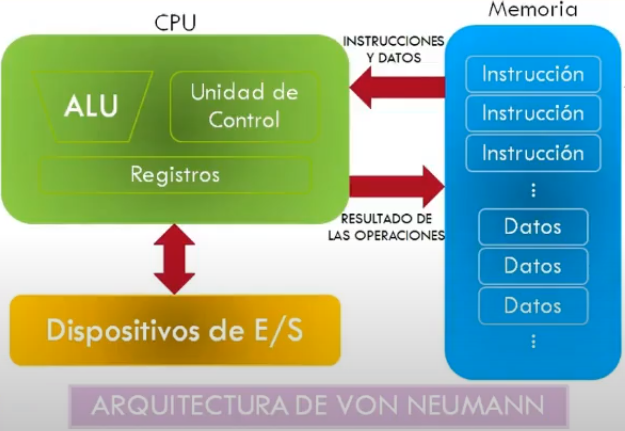 CPU
Memoria
INSTRUCCIONES
Y DATOS
ALU
Unidad de
Control
Registros
Instrucción
Instrucción
Instrucción
⋮
RESULTADO DE
LAS OPERACIONES
Datos
Datos
Datos
⋮
Dispositivos de E/S
ARQUITECTURA DE VON NEUMANN